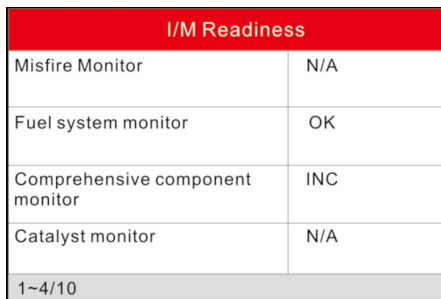 I/M Readiness
Misfire Monitor N/A
Fuel system monitor OK
Comprehensive component INC
monitor
Catalyst monitor N/A
1~4/10